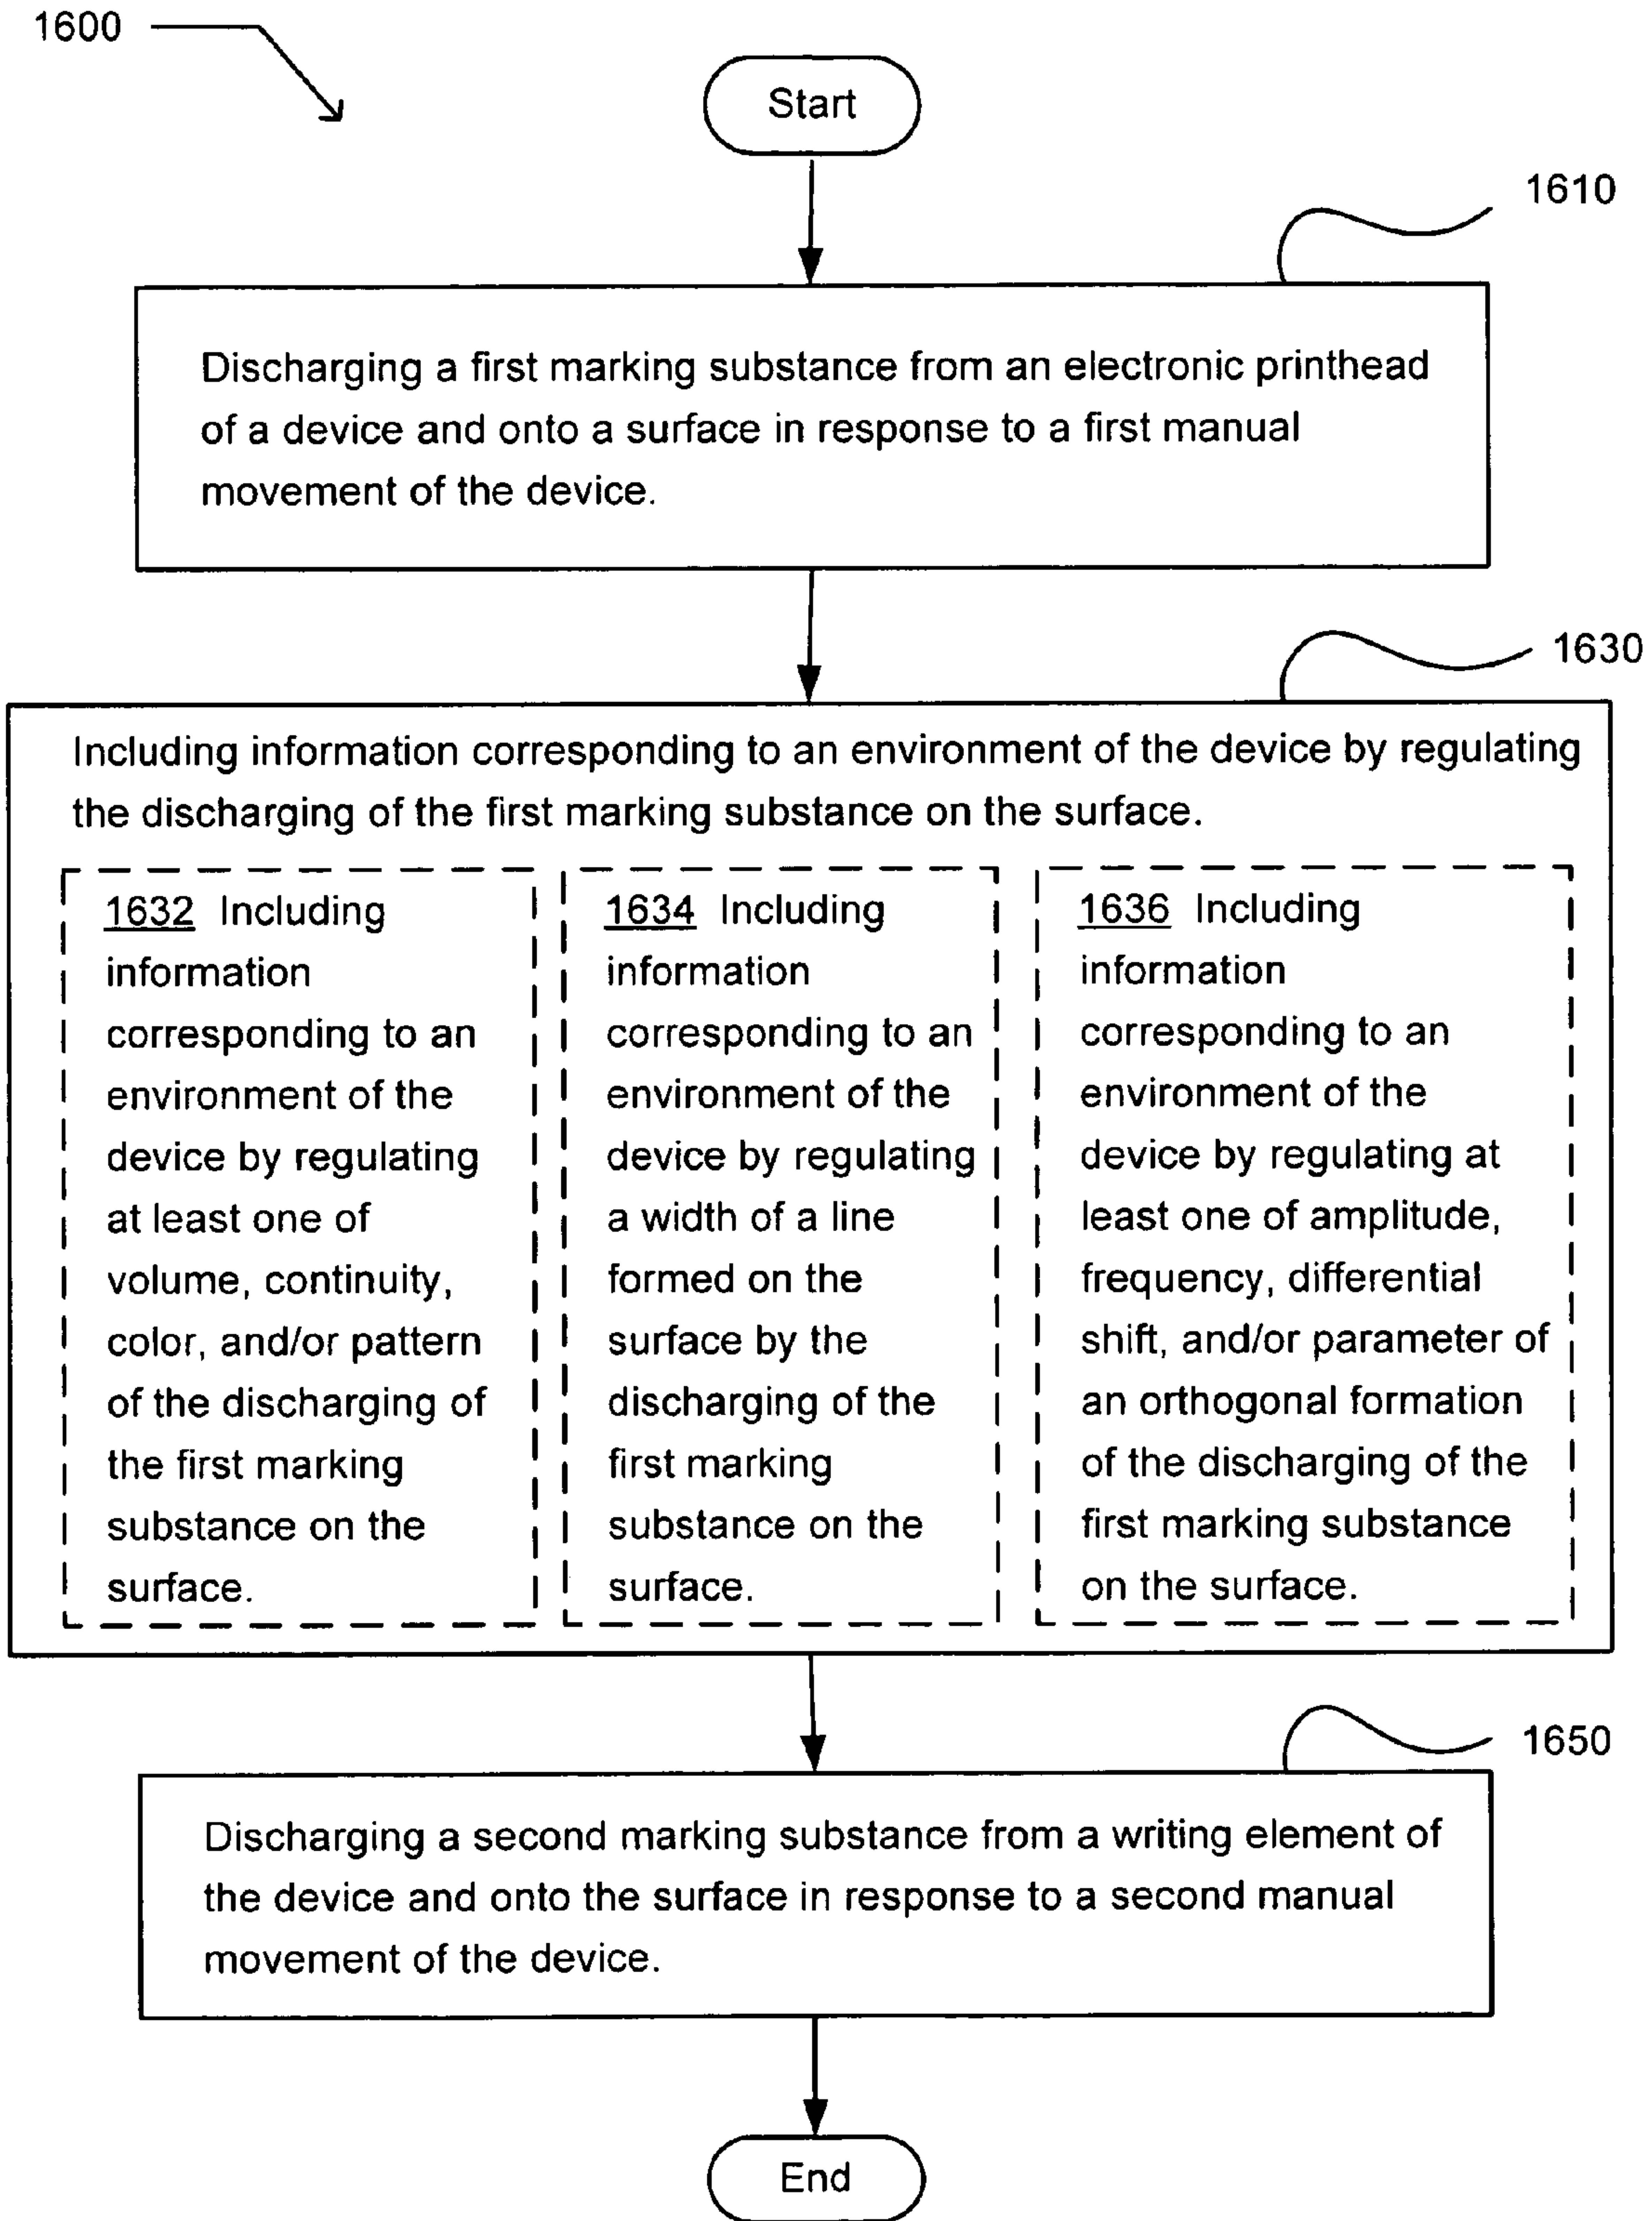 1600
Start
1610
Discharging a first marking substance from an electronic printhead
of a device and onto a surface in response to a first manual
movement of the device.
1630
Including information corresponding to an environment of the device by regulating
the discharging of the first marking substance on the surface.
1632 Including
information
corresponding to an
environment of the
device by regulating
at least one of
volume, continuity,
color, and/or pattern
of the discharging of
the first marking
substance on the
surface.
1634 Including
information
corresponding to an
environment of the
device by regulating
a width of a line
formed on the
surface by the
discharging of the
first marking
substance on the
surface.
1636 Including
information
corresponding to an
environment of the
device by regulating at
least one of amplitude,
frequency, differential
shift, and/or parameter of
an orthogonal formation
of the discharging of the
first marking substance
on the surface.
1650
Discharging a second marking substance from a writing element of
the device and onto the surface in response to a second manual
movement of the device.
End